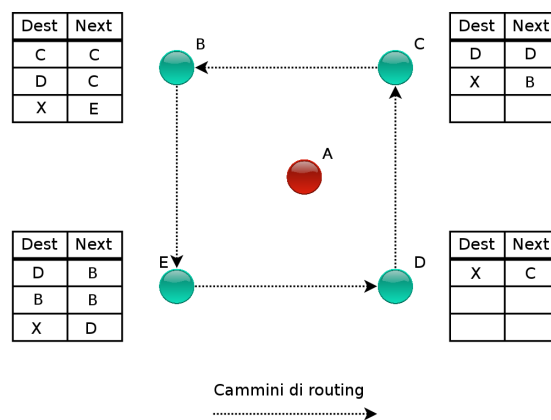 Dest Next
C C
D C
X E
B
C
Dest Next
D D
X B
A
Dest Next
D B
B B
X D
E
D
Dest Next
X C
Cammini di routing